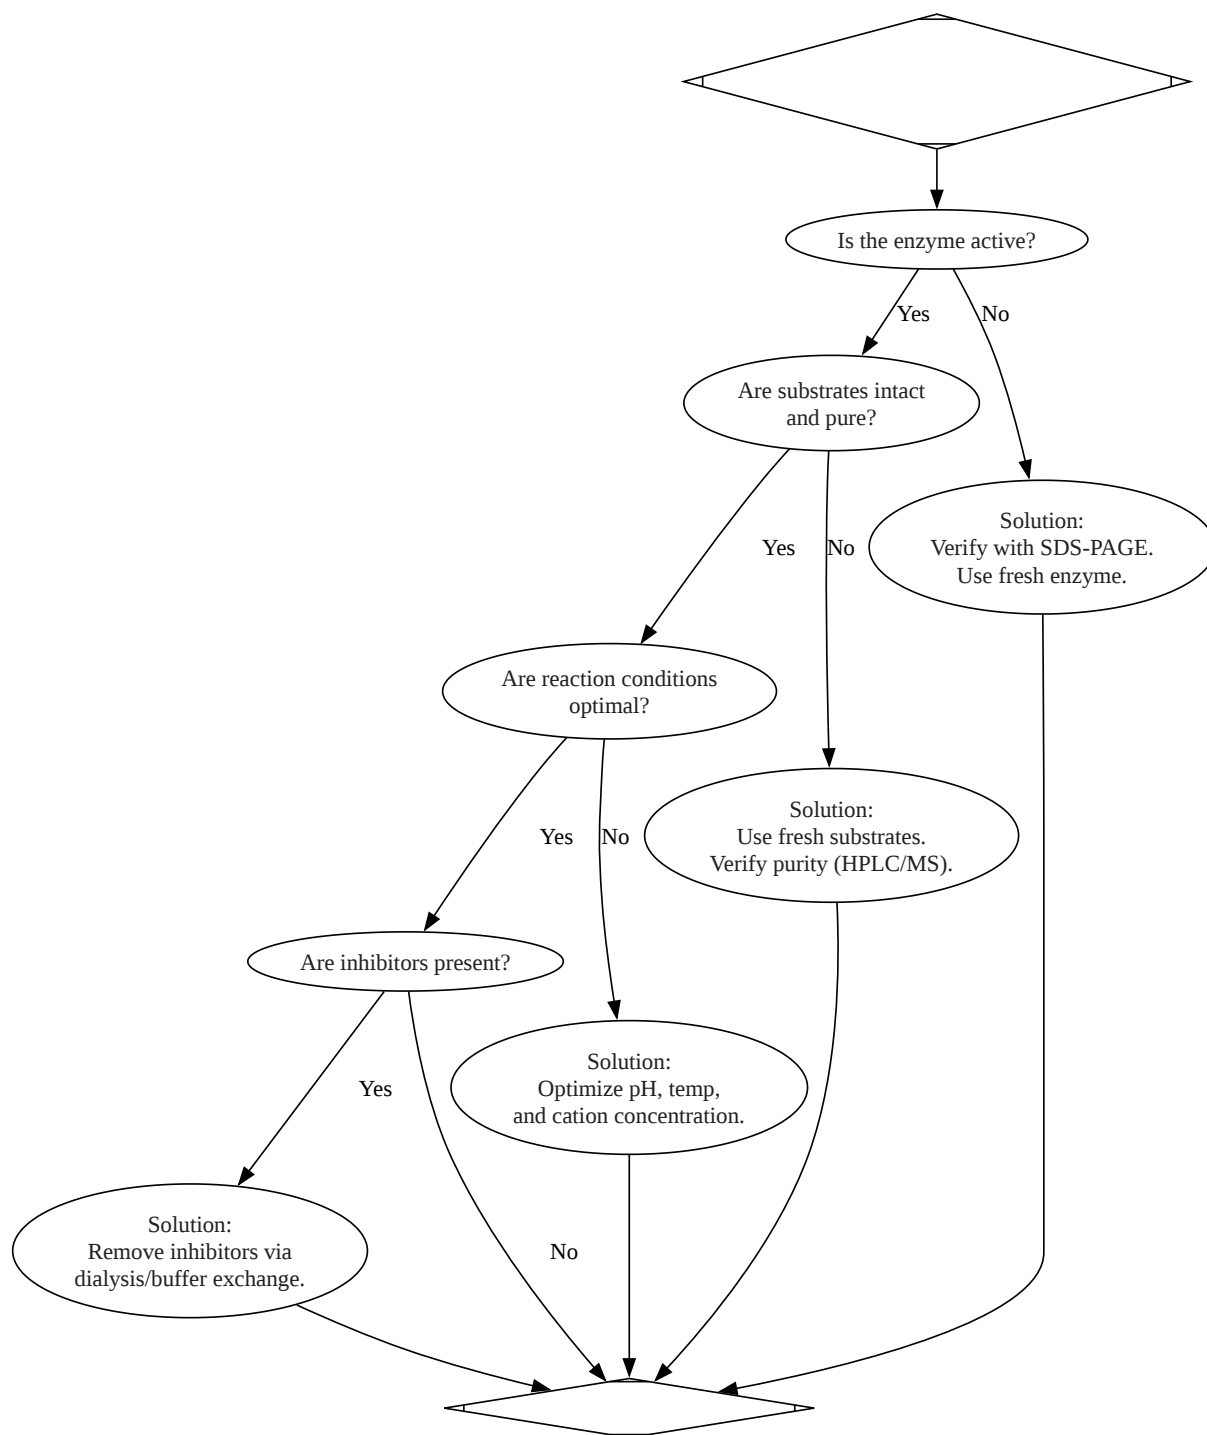 Is the enzyme active?
Yes
No
Are substrates intact
and pure?
Solution:
Verify with SDS-PAGE.
Use fresh enzyme.
Yes
No
Are reaction conditions
optimal?
Solution:
Use fresh substrates.
Verify purity (HPLC/MS).
Yes
No
Are inhibitors present?
Solution:
Optimize pH, temp,
and cation concentration.
Yes
Solution:
Remove inhibitors via
dialysis/buffer exchange.
No